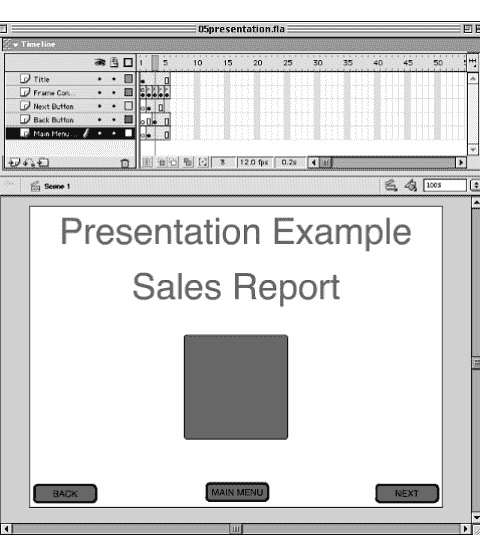 05presentation.fla
Timeline
1 5 10 15 20 25 30 35 40 45 50
Title
Frame Con...
Next Button
Back Button
Main Menu ...
3 12.0 fps 0.2s
Scene 1
100%
Presentation Example
Sales Report
BACK MAIN MENU NEXT